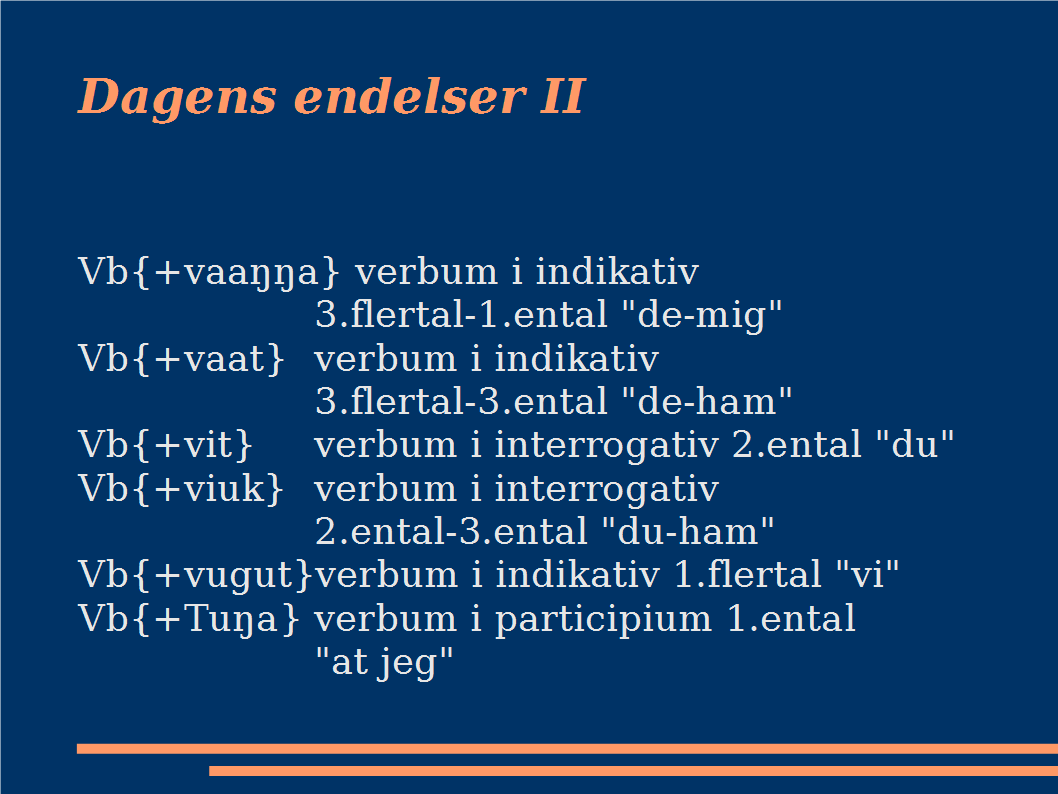 Dagens endelser II
Vb{+vaaŋŋa} verbum i indikativ
3.flertal-1.ental "de-mig"
Vb{+vaat} verbum i indikativ
3.flertal-3.ental "de-ham"
Vb{+vit} verbum i interrogativ 2.ental "du"
Vb{+viuk} verbum i interrogativ
2.ental-3.ental "du-ham"
Vb{+vugut}verbum i indikativ 1.flertal "vi"
Vb{+Tuŋa} verbum i participium 1.ental
"at jeg"